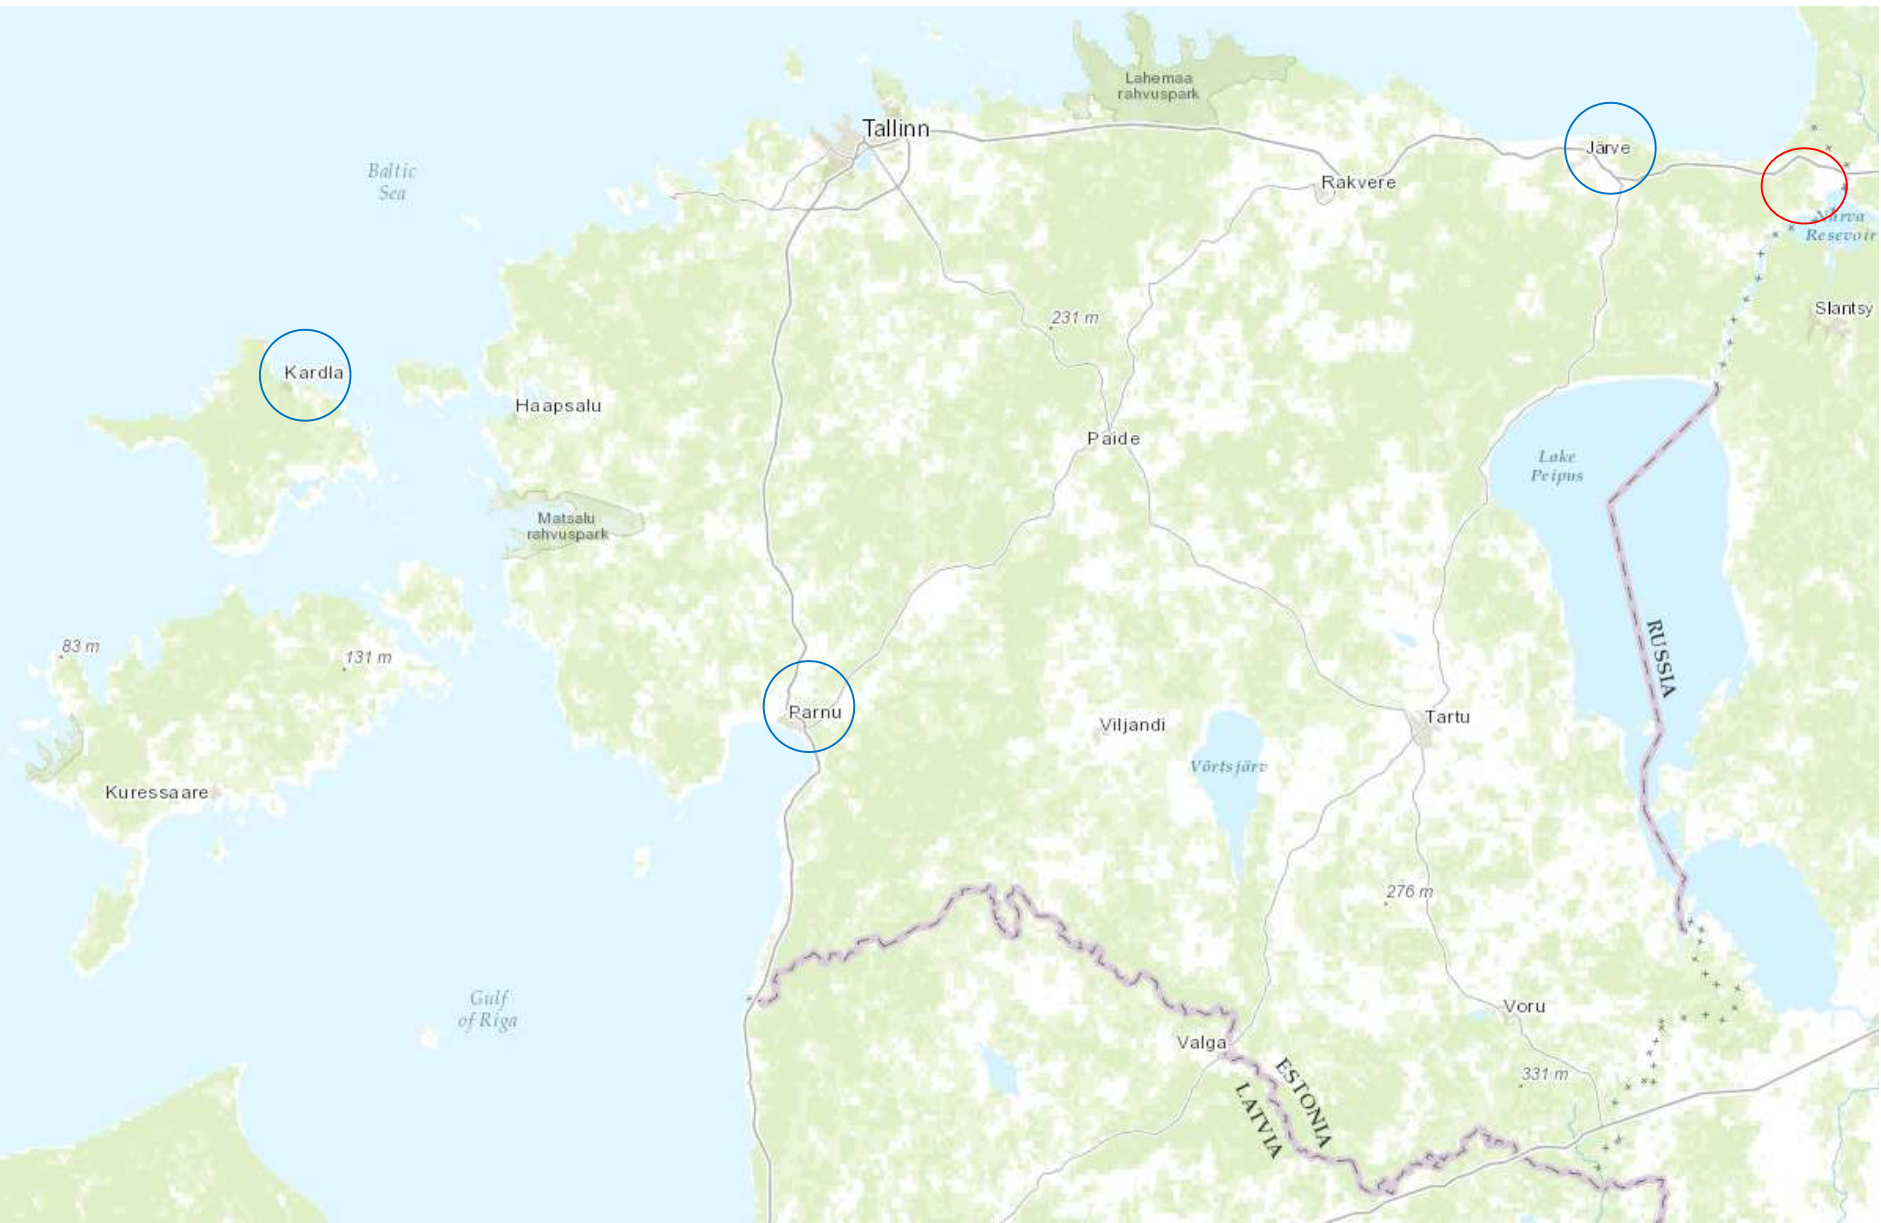 Lahemaa
rahvuspark
Tallinn
Baltic
Sea
Järve
Rakvere
Narva
Resevoir
Slantsy
231 m
Kardla
Haapsalu
Paide
Lake
Peipus
Matsalu
rahvuspark
83 m
131 m
RUSSIA
Parnu
Viljandi
Tartu
Võrtsjärv
Kuressaare
276 m
Gulf
of Riga
Voru
Valga
ESTONIA
LATVIA
331 m